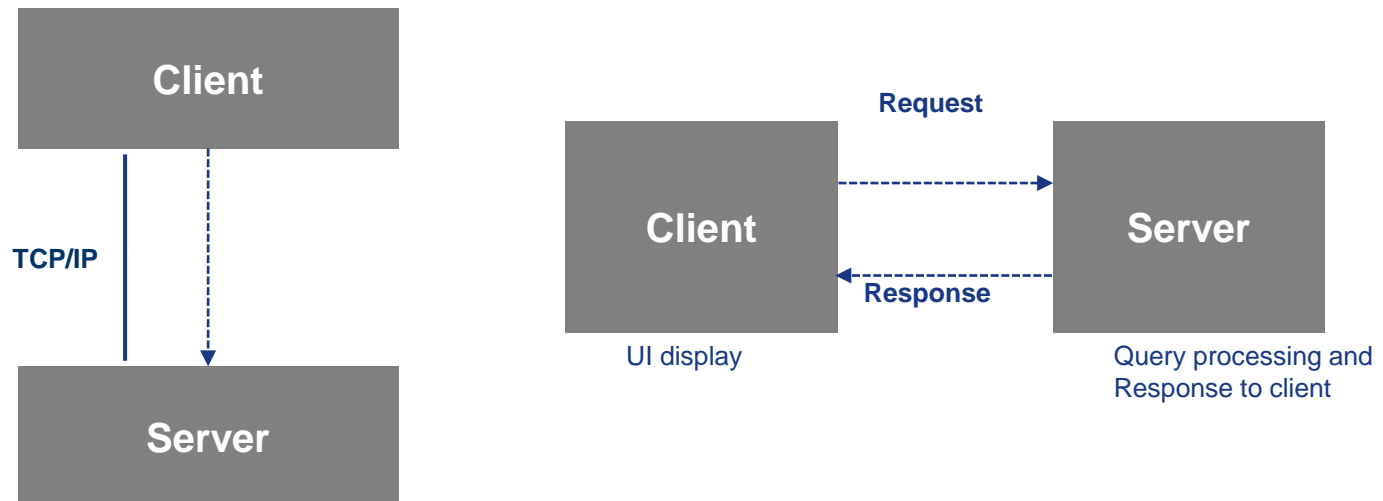 Client
TCP/IP
Server
Request
Client
Server
Response
UI display
Query processing and
Response to client